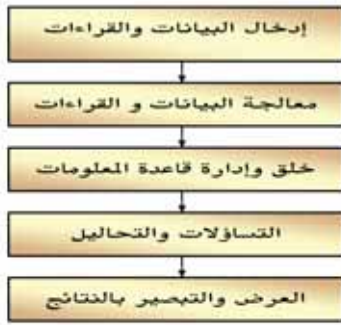 إدخال البيانات والقراءات
معالجة البيانات و القراءات
خلق وإدارة قاعدة المعلومات
التساؤلات والتحاليل
العرض والتبصير بالنتائج